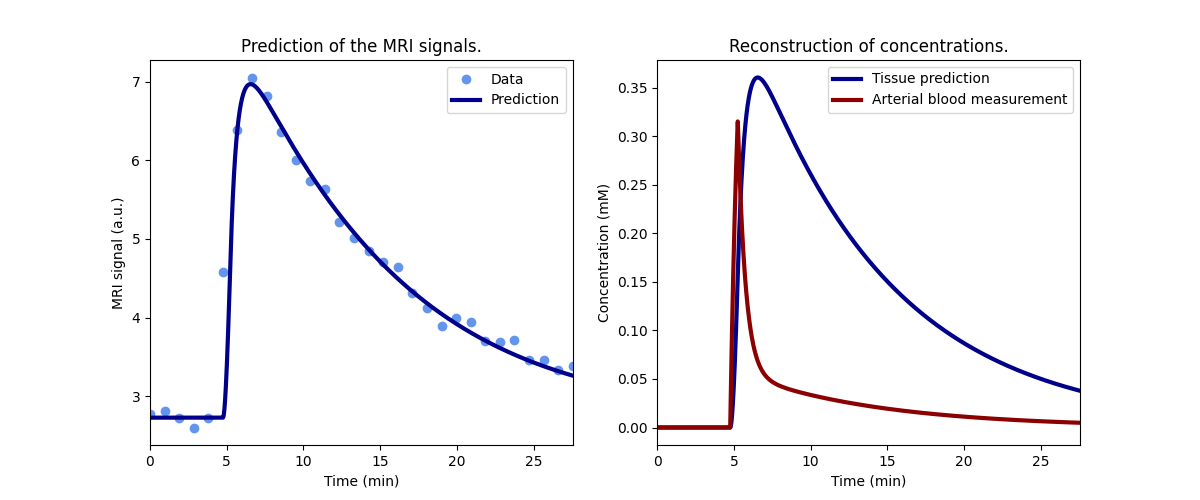 Prediction of the MRI signals.
MRI signal (a.u.)
7
6
5
4
3
0 5 10 15 20 25
Time (min)
Data
Prediction
Reconstruction of concentrations.
Concentration (mM)
0.35
0.30
0.25
0.20
0.15
0.10
0.05
0.00
0 5 10 15 20 25
Time (min)
Tissue prediction
Arterial blood measurement